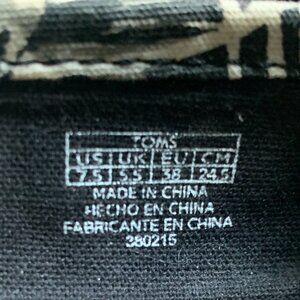 TOMS
US UK EU CM
7.5 5.5 38 24.5
MADE IN CHINA
HECHO EN CHINA
FABRICANTE EN CHINA
380215